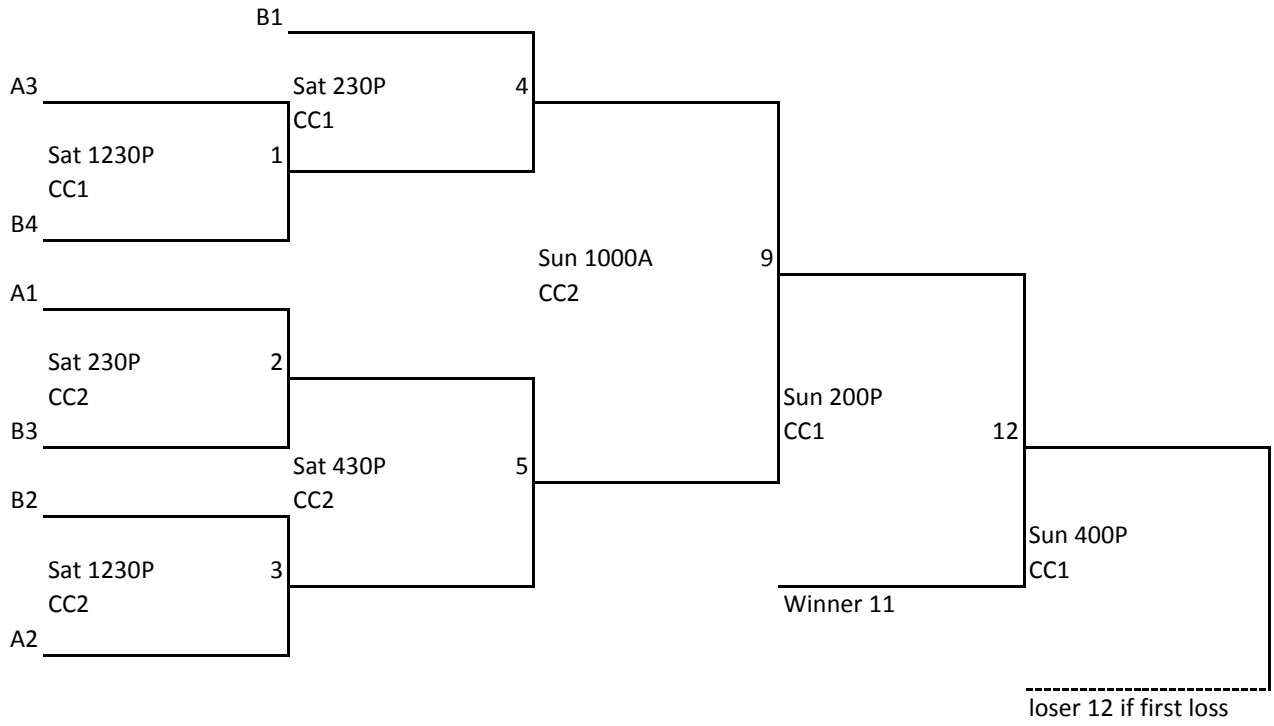 B1
A3
Sat 230P 4
CC1
Sat 1230P 1
CC1
B4
Sun 1000A 9
CC2
A1
Sat 230P 2
CC2
Sun 200P
CC1 12
B3
Sat 430P 5
CC2
B2
Sun 400P
CC1
Sat 1230P 3
CC2
Winner 11
A2
loser 12 if first loss